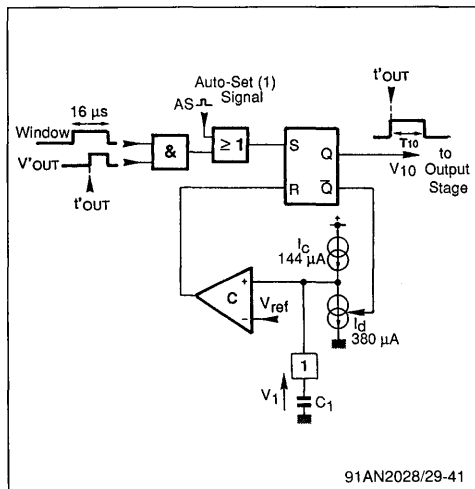 t'OUT
Auto-Set (1)
Signal
16 µs
AS
Window
V'OUT
t'OUT
&
≥ 1
S
Q
R
Q̅
T10
V10
to
Output
Stage
+
Ic
144 µA
C
+
−
Vref
Id
380 µA
1
V1
C1
91AN2028/29-41